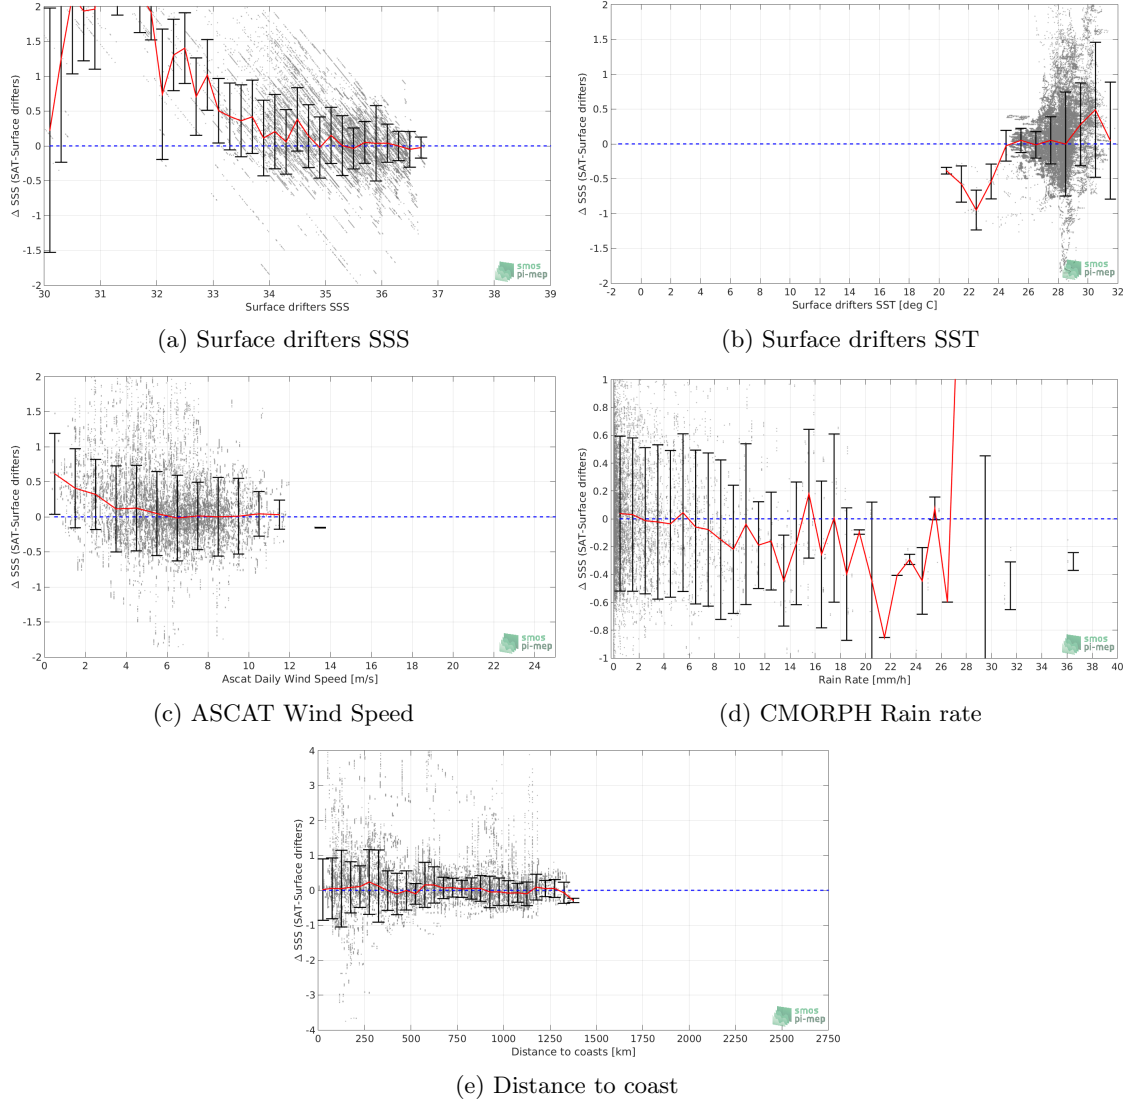 2
1.5
1
0.5
0
-0.5
-1
-1.5
-2
Δ SSS (SAT-Surface drifters)
30 31 32 33 34 35 36 37 38 39
Surface drifters SSS
smos
pi-mep
(a) Surface drifters SSS
2
1.5
1
0.5
0
-0.5
-1
-1.5
-2
Δ SSS (SAT-Surface drifters)
-2 0 2 4 6 8 10 12 14 16 18 20 22 24 26 28 30 32
Surface drifters SST [deg C]
smos
pi-mep
(b) Surface drifters SST
2
1.5
1
0.5
0
-0.5
-1
-1.5
-2
Δ SSS (SAT-Surface drifters)
0 2 4 6 8 10 12 14 16 18 20 22 24
Ascat Daily Wind Speed [m/s]
smos
pi-mep
(c) ASCAT Wind Speed
1
0.6
0.4
0.2
0
-0.2
-0.4
-0.6
-0.8
-1
Δ SSS (SAT-Surface drifters)
0 2 4 6 8 10 12 14 16 18 20 22 24 26 28 30 32 34 36 38 40
Rain Rate [mm/h]
smos
pi-mep
(d) CMORPH Rain rate
4
3
2
1
0
-1
-2
-3
-4
Δ SSS (SAT-Surface drifters)
0 250 500 750 1000 1250 1500 1750 2000 2250 2500 2750
Distance to coasts [km]
smos
pi-mep
(e) Distance to coast